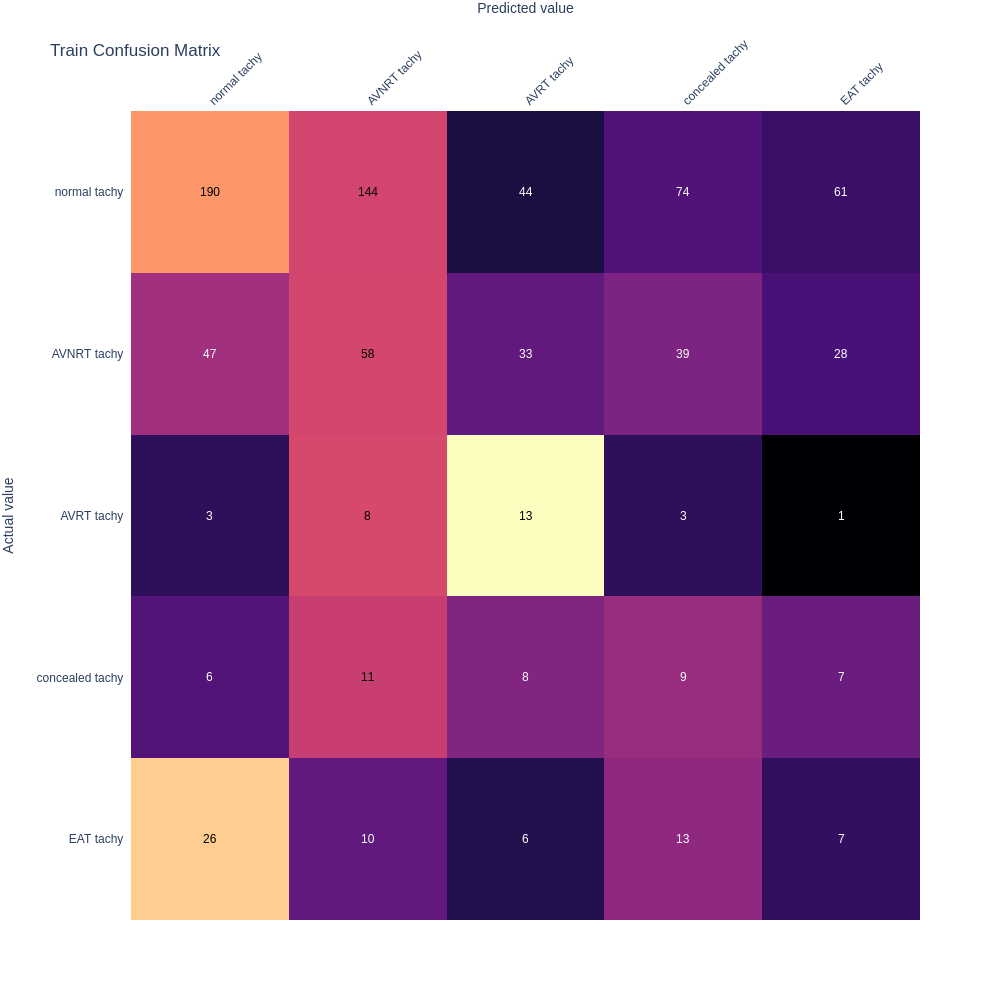 Predicted value
Train Confusion Matrix
normal tachy
AVNRT tachy
AVRT tachy
concealed tachy
EAT tachy
normal tachy 190 144 44 74 61
AVNRT tachy 47 58 33 39 28
AVRT tachy 3 8 13 3 1
concealed tachy 6 11 8 9 7
EAT tachy 26 10 6 13 7
Actual value